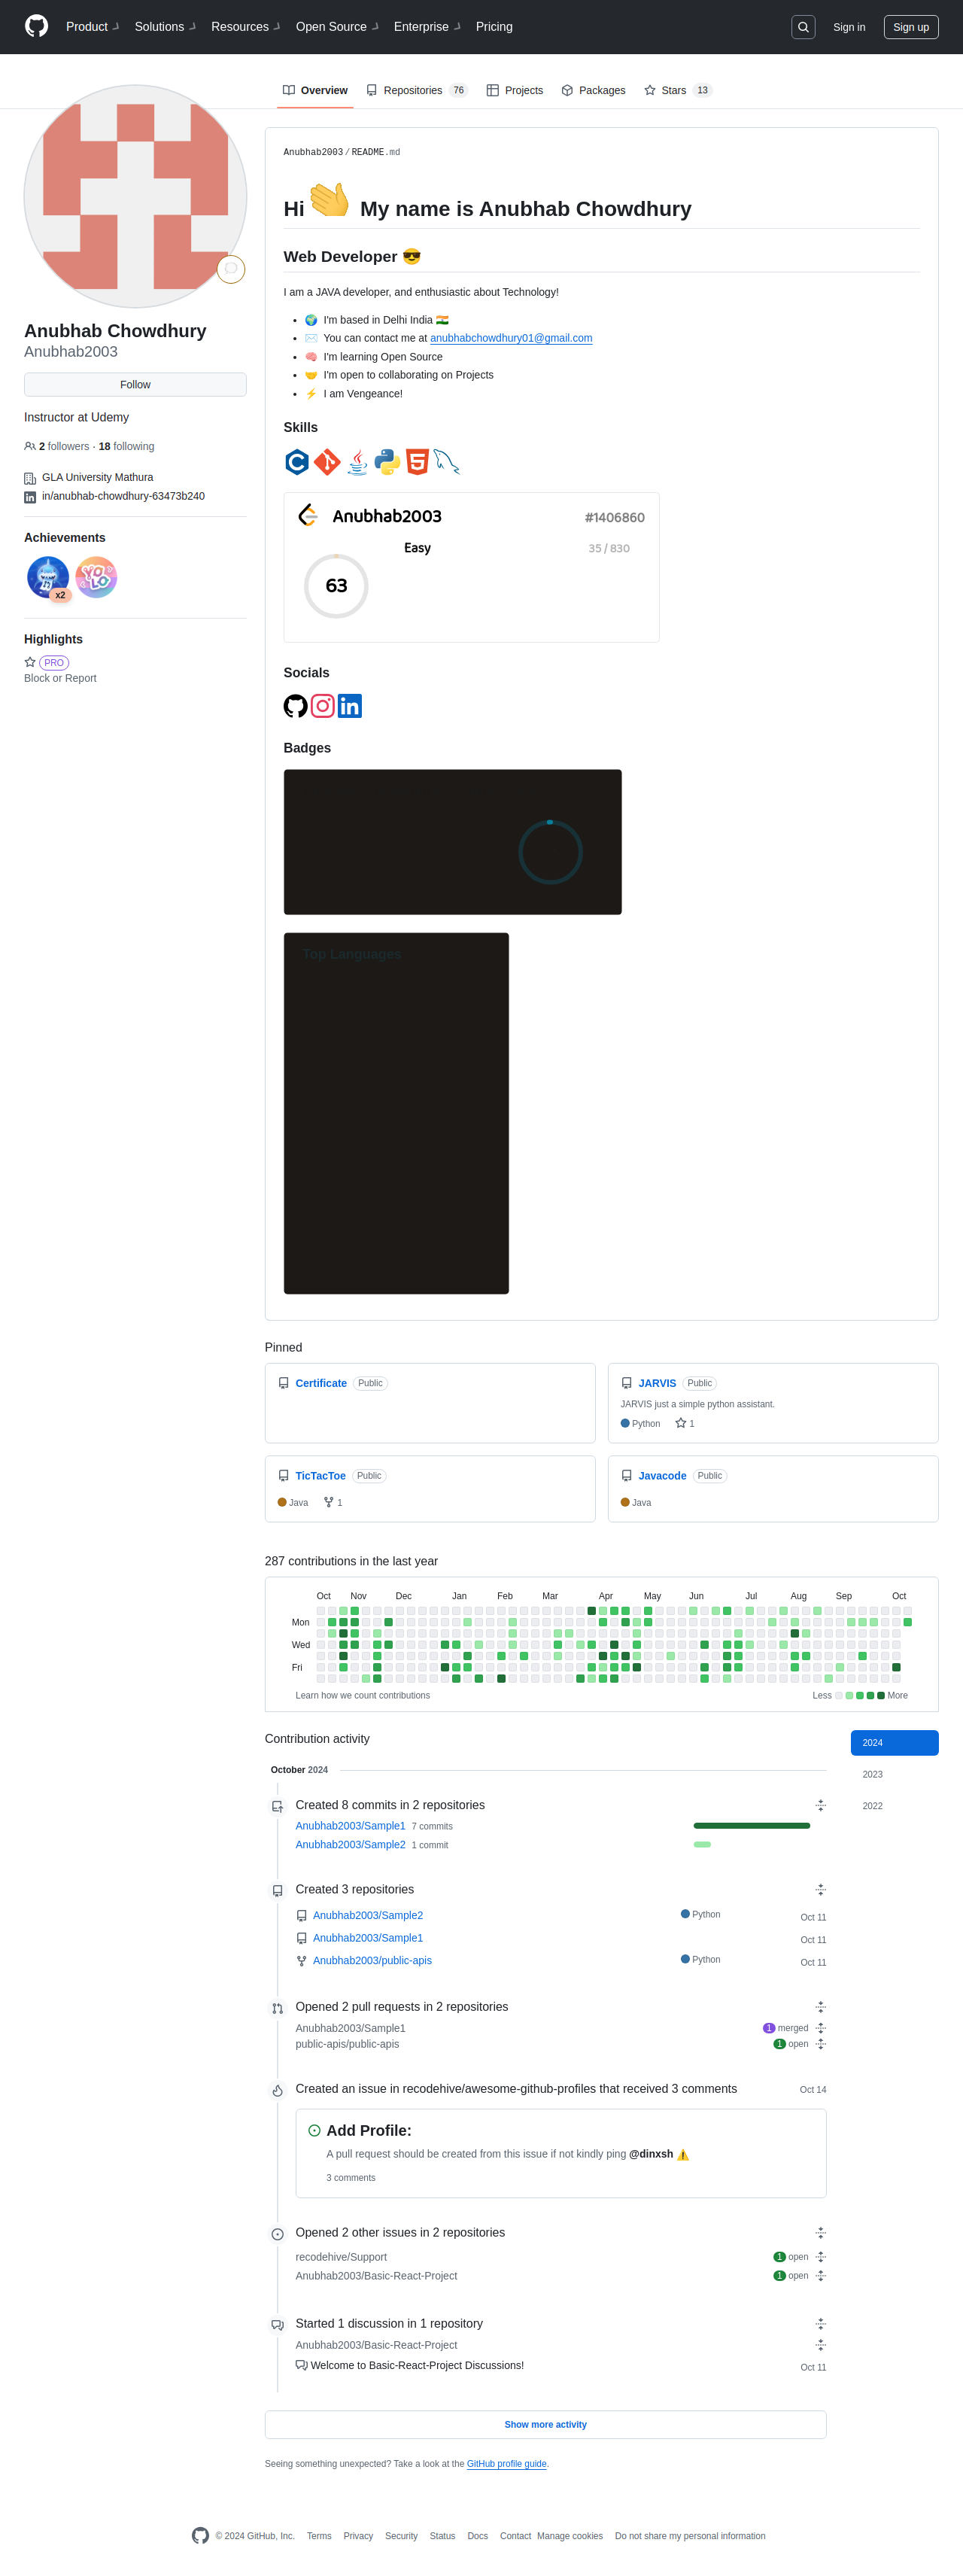 Product Solutions Resources Open Source Enterprise Pricing Sign in Sign up
Overview Repositories 76 Projects Packages Stars 13
Anubhab Chowdhury
Anubhab2003
Follow
Instructor at Udemy
2 followers · 18 following
GLA University Mathura
in/anubhab-chowdhury-63473b240
Achievements
x2
YOLO
Highlights
PRO
Block or Report
Anubhab2003/README.md
Hi 👋 My name is Anubhab Chowdhury
Web Developer 😎
I am a JAVA developer, and enthusiastic about Technology!
• 🌍 I'm based in Delhi India 🇮🇳
• ✉️ You can contact me at anubhabchowdhury01@gmail.com
• 🧠 I'm learning Open Source
• 🤝 I'm open to collaborating on Projects
• ⚡ I am Vengeance!
Skills
Anubhab2003 #1406860
Easy 35 / 830
63
Socials
in
Badges
Top Languages
Pinned
Certificate Public
JARVIS Public
JARVIS just a simple python assistant.
Python 1
TicTacToe Public
Java 1
Javacode Public
Java
287 contributions in the last year
Oct Nov Dec Jan Feb Mar Apr May Jun Jul Aug Sep Oct
Mon
Wed
Fri
Learn how we count contributions Less More
Contribution activity
2024
2023
2022
October 2024
Created 8 commits in 2 repositories
Anubhab2003/Sample1 7 commits
Anubhab2003/Sample2 1 commit
Created 3 repositories
Anubhab2003/Sample2 Python Oct 11
Anubhab2003/Sample1 Oct 11
Anubhab2003/public-apis Python Oct 11
Opened 2 pull requests in 2 repositories
Anubhab2003/Sample1 1 merged
public-apis/public-apis 1 open
Created an issue in recodehive/awesome-github-profiles that received 3 comments Oct 14
Add Profile:
A pull request should be created from this issue if not kindly ping @dinxsh ⚠️
3 comments
Opened 2 other issues in 2 repositories
recodehive/Support 1 open
Anubhab2003/Basic-React-Project 1 open
Started 1 discussion in 1 repository
Anubhab2003/Basic-React-Project
Welcome to Basic-React-Project Discussions! Oct 11
Show more activity
Seeing something unexpected? Take a look at the GitHub profile guide.
© 2024 GitHub, Inc. Terms Privacy Security Status Docs Contact Manage cookies Do not share my personal information